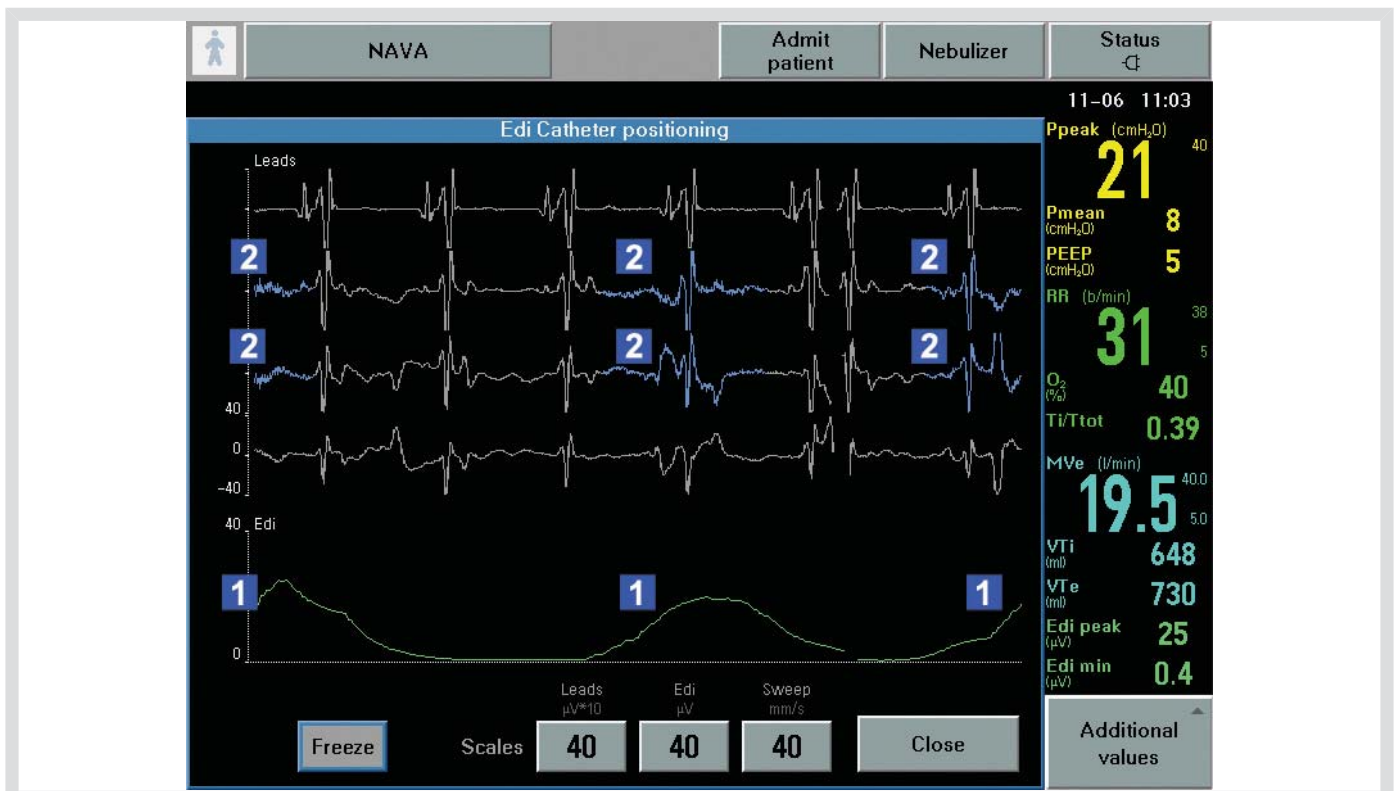 NAVA
Admit
patient
Nebulizer
Status
11-06 11:03
Edi Catheter positioning
Leads
2 2 2
2 2 2
40
0
-40
40 Edi
1 1 1
0
Leads
µV*10
Edi
µV
Sweep
mm/s
Freeze
Scales
40
40
40
Close
Ppeak (cmH₂O)
40
21
Pmean
(cmH₂O)
8
PEEP
(cmH₂O)
5
RR (b/min)
38
31
5
O₂
(%)
40
Ti/Ttot
0.39
MVe (l/min)
40.0
19.5
5.0
VTi
(ml)
648
VTe
(ml)
730
Edi peak
(µV)
25
Edi min
(µV)
0.4
Additional
values